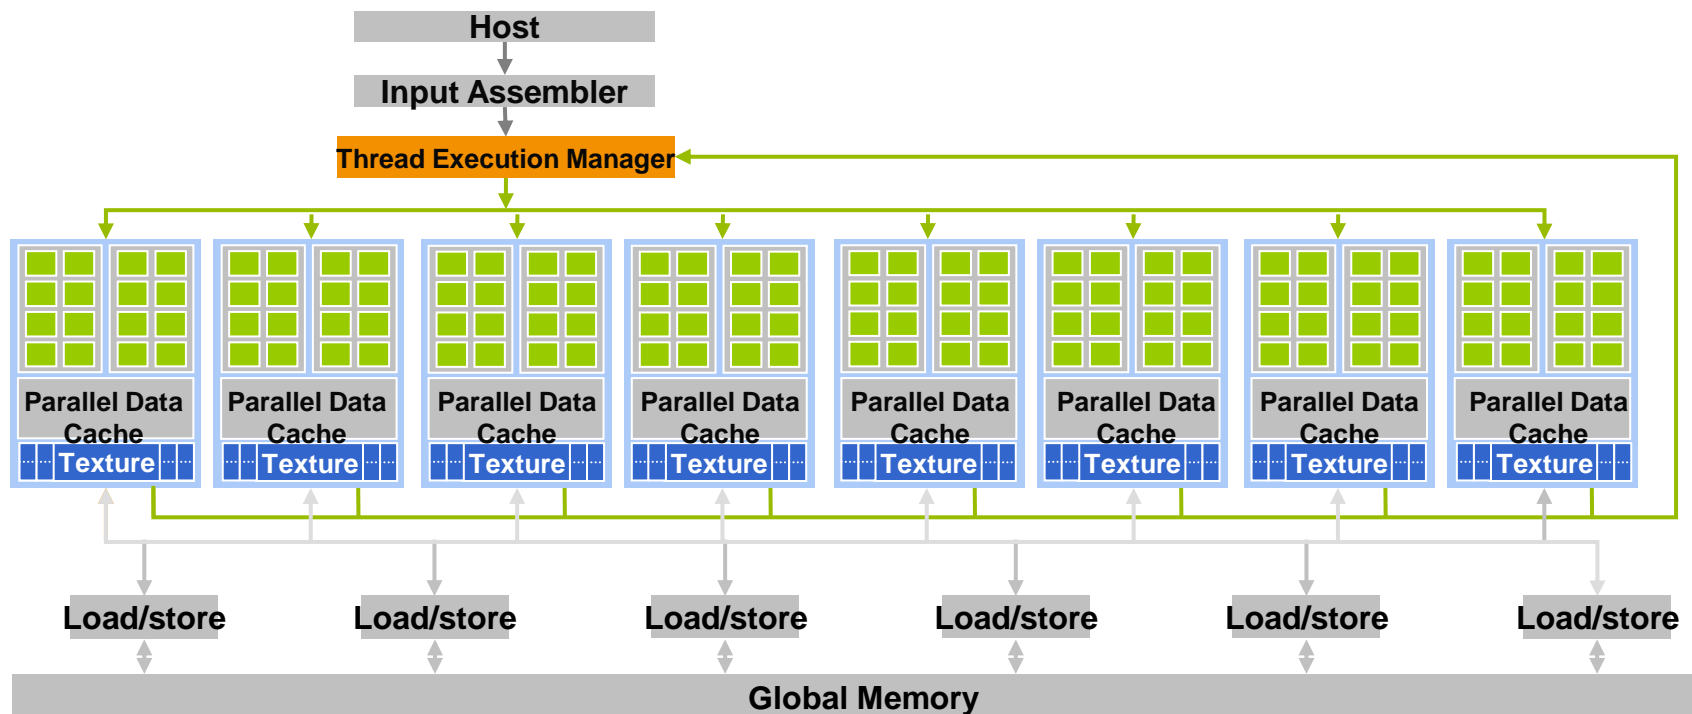 Host
Input Assembler
Thread Execution Manager
Parallel Data
Cache
Parallel Data
Cache
Parallel Data
Cache
Parallel Data
Cache
Parallel Data
Cache
Parallel Data
Cache
Parallel Data
Cache
Parallel Data
Cache
... ... Texture ... ...
... ... Texture ... ...
... ... Texture ... ...
... ... Texture ... ...
... ... Texture ... ...
... ... Texture ... ...
... ... Texture ... ...
... ... Texture ... ...
Load/store
Load/store
Load/store
Load/store
Load/store
Load/store
Global Memory